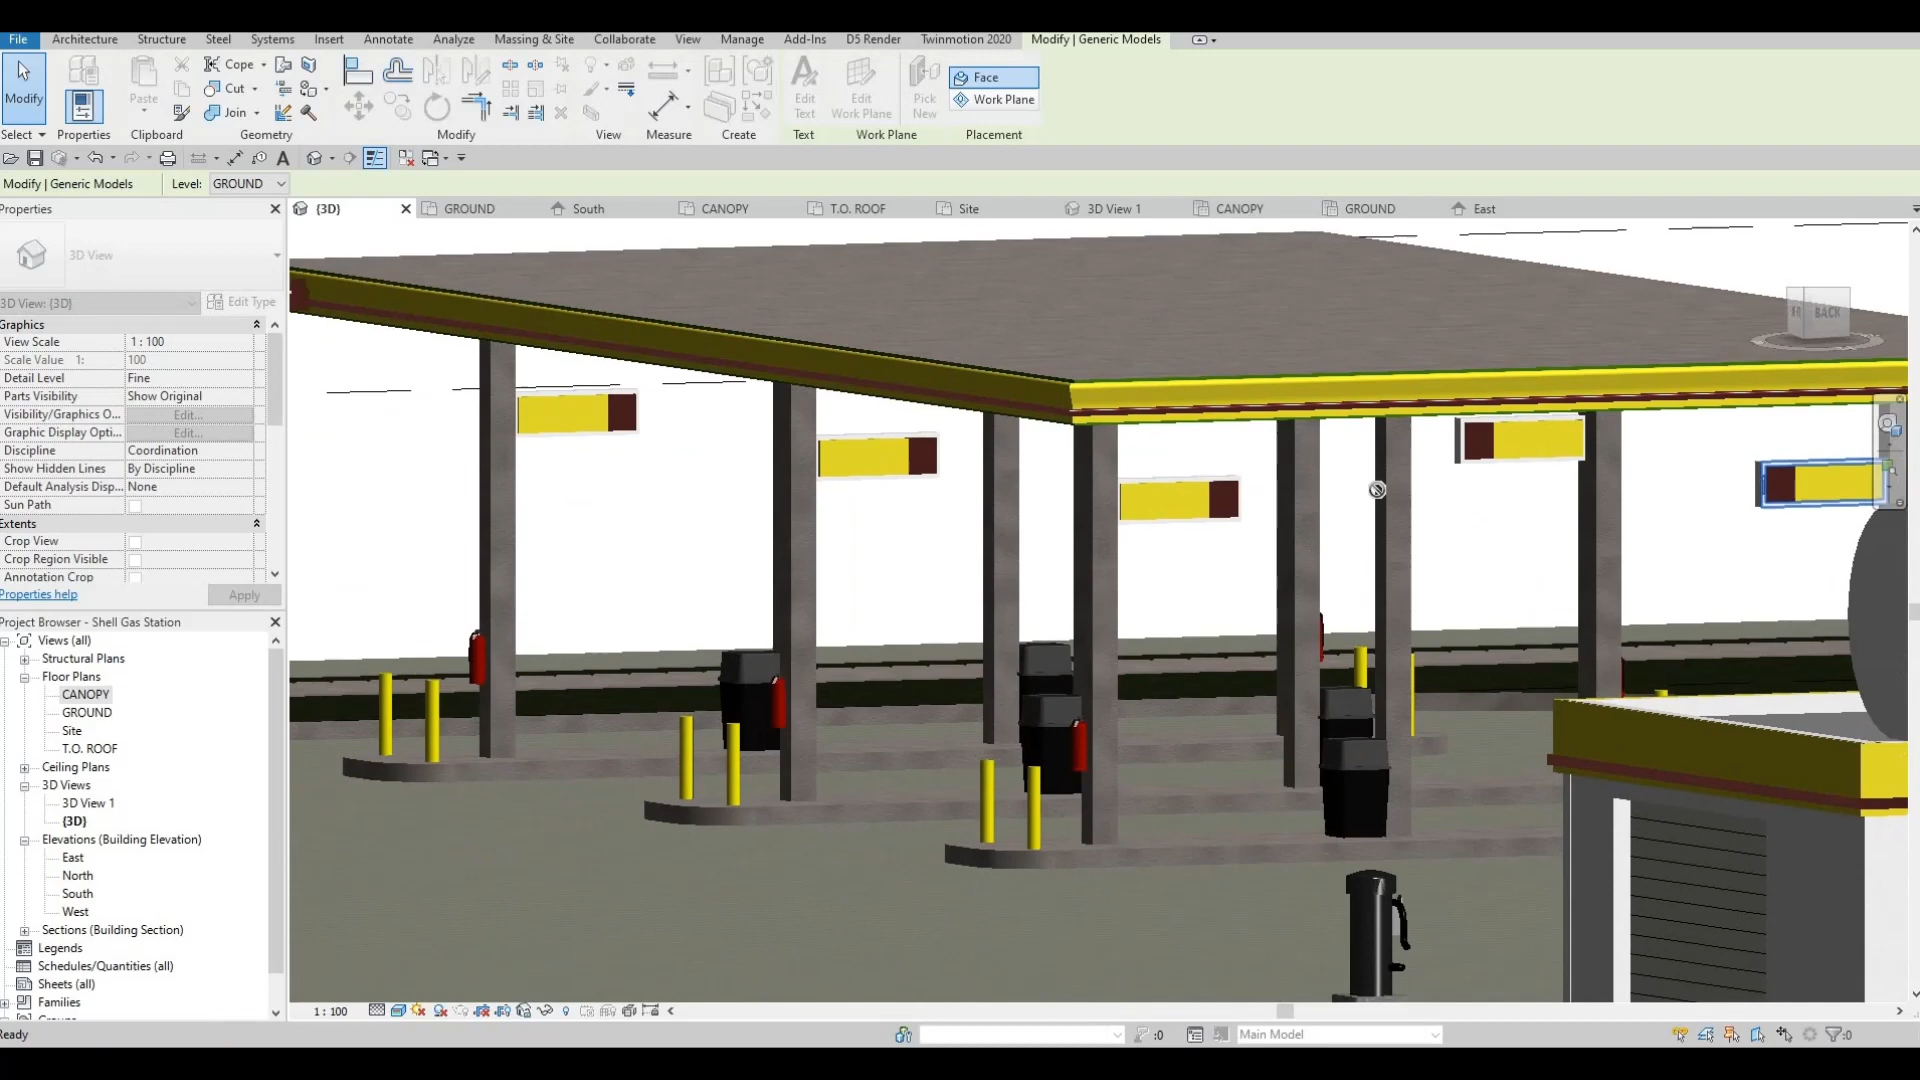 File Architecture Structure Steel Systems Insert Annotate Analyze Massing & Site Collaborate View Manage Add-Ins D5 Render Twinmotion 2020 Modify | Generic Models
Cope Face
Modify Paste Cut Edit Text Edit Work Plane Pick New Work Plane
Join
Select Properties Clipboard Geometry Modify View Measure Create Text Work Plane Placement
Modify | Generic Models Level: GROUND
Properties {3D} GROUND South CANOPY T.O. ROOF Site 3D View 1 CANOPY GROUND East
3D View
3D View: {3D} Edit Type
Graphics
View Scale 1 : 100
Scale Value 1: 100
Detail Level Fine
Parts Visibility Show Original
Visibility/Graphics O... Edit...
Graphic Display Opti... Edit...
Discipline Coordination
Show Hidden Lines By Discipline
Default Analysis Disp... None
Sun Path
Extents
Crop View
Crop Region Visible
Annotation Crop
Properties help Apply
Project Browser - Shell Gas Station
Views (all)
Structural Plans
Floor Plans
CANOPY
GROUND
Site
T.O. ROOF
Ceiling Plans
3D Views
3D View 1
{3D}
Elevations (Building Elevation)
East
North
South
West
Sections (Building Section)
Legends
Schedules/Quantities (all)
Sheets (all)
Families
BACK
1 : 100
Ready :0 Main Model :0